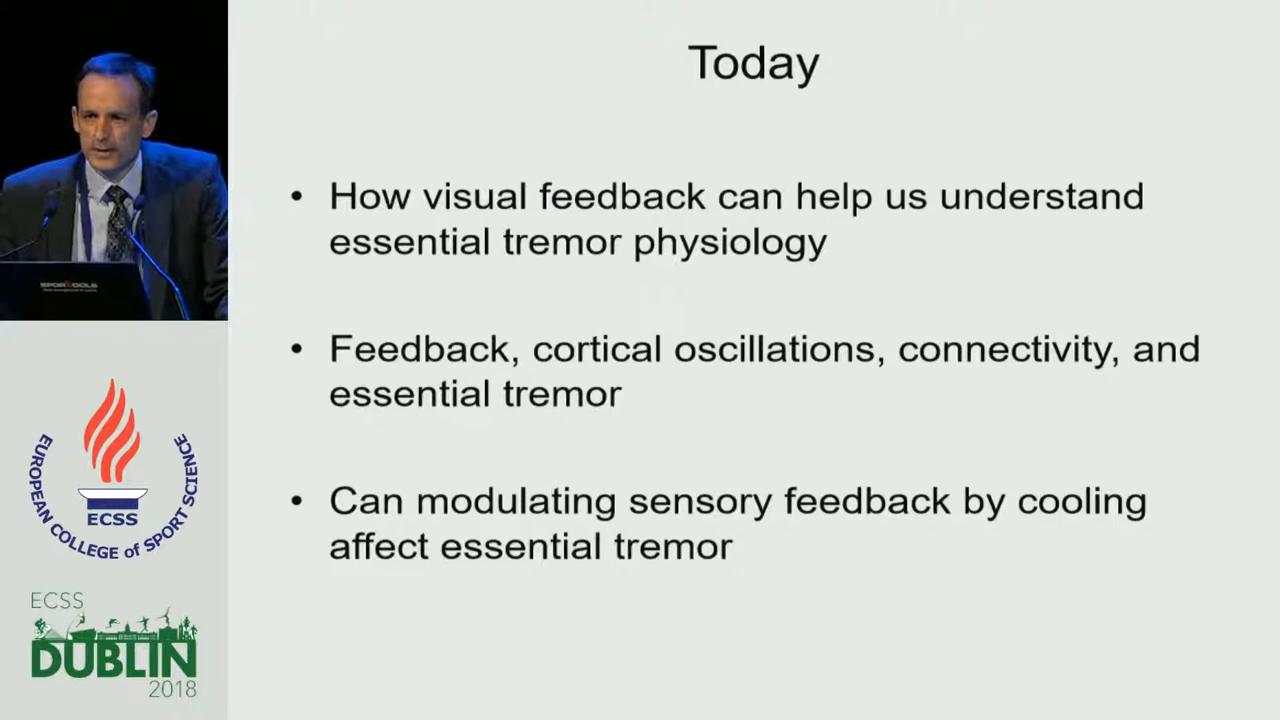 Today
• How visual feedback can help us understand
essential tremor physiology
• Feedback, cortical oscillations, connectivity, and
essential tremor
• Can modulating sensory feedback by cooling
affect essential tremor
EUROPEAN COLLEGE of SPORT SCIENCE
ECSS
ECSS
DUBLIN
2018